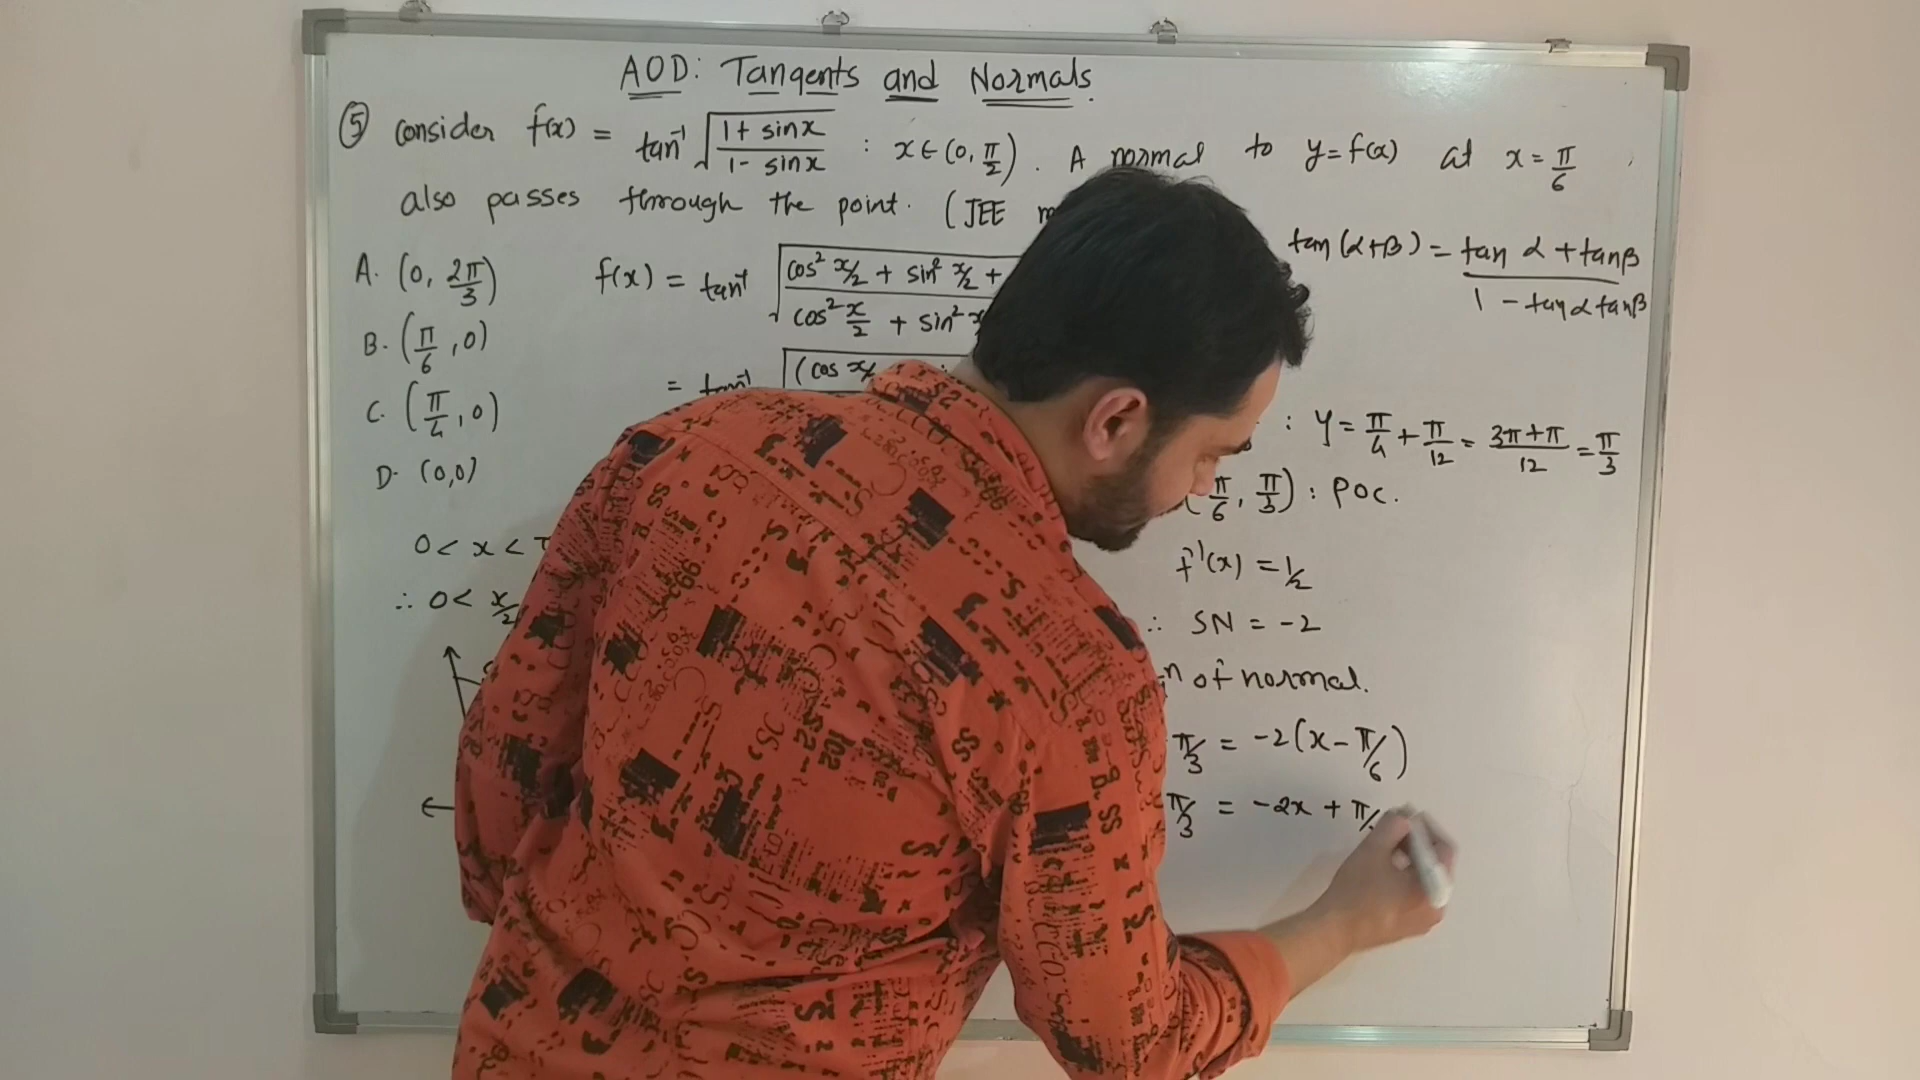 AOD: Tangents and Normals.
⑤ Consider f(x) = tan⁻¹ √((1 + sinx)/(1 - sinx)) : x ∈ (0, π/2). A normal to y = f(x) at x = π/6
also passes through the point. (JEE
tan(α+β) = (tan α + tanβ)/(1 - tanα tanβ)
A. (0, 2π/3)
B. (π/6, 0)
C. (π/4, 0)
D. (0,0)
f(x) = tan⁻¹ √((cos² x/2 + sin² x/2 +
cos² x/2 + sin²
= tan⁻¹ √((cos x/2
: y = π/4 + π/12 = (3π+π)/12 = π/3
(π/6, π/3) : POC.
0 < x <
∴ 0 < x/2
f'(x) = 1/2
∴ SN = -2
n of normal.
π/3 = -2(x - π/6)
π/3 = -2x + π/